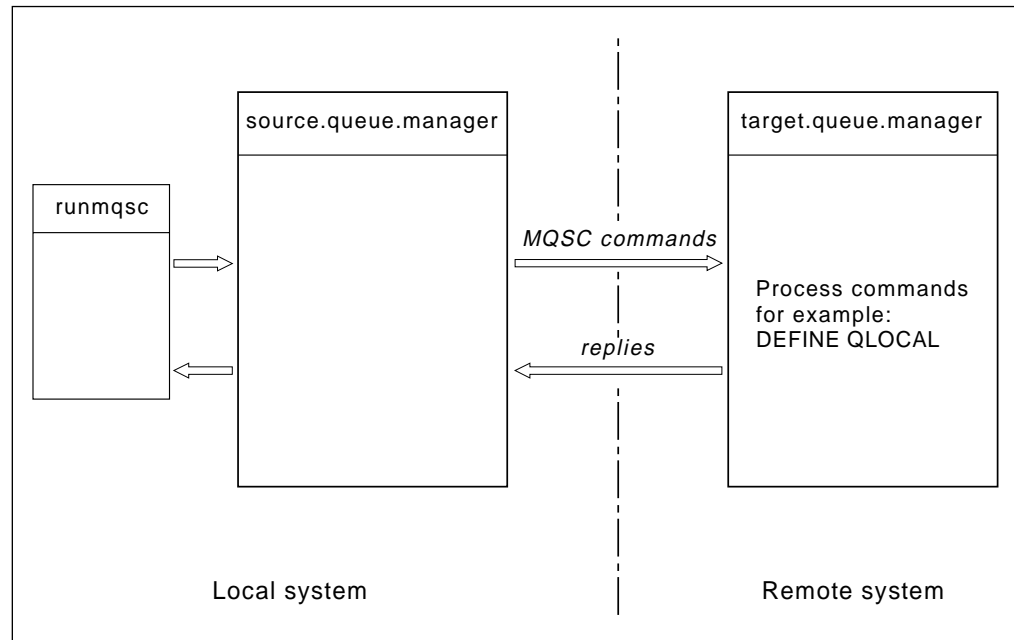 source.queue.manager
target.queue.manager
runmqsc
MQSC commands
Process commands
for example:
DEFINE QLOCAL
replies
Local system
Remote system